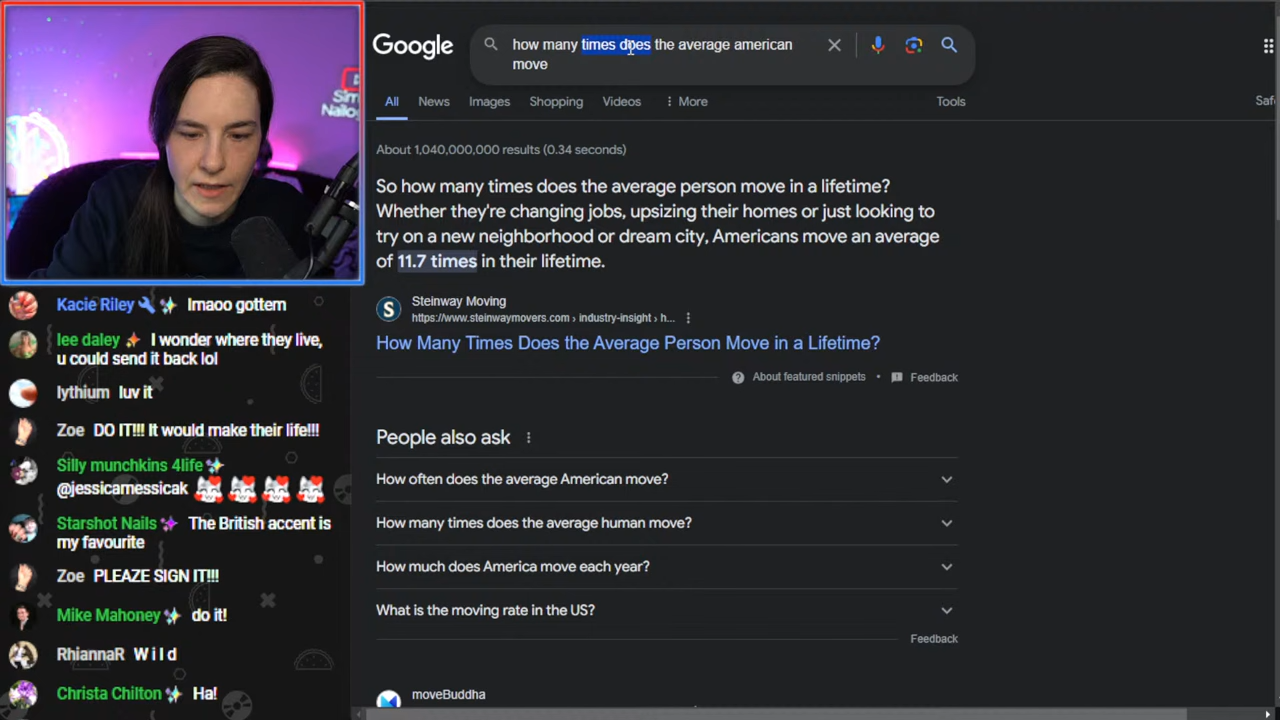 Google
how many times does the average american
move
All
News
Images
Shopping
Videos
More
Tools
Saf
About 1,040,000,000 results (0.34 seconds)
So how many times does the average person move in a lifetime?
Whether they're changing jobs, upsizing their homes or just looking to
try on a new neighborhood or dream city, Americans move an average
of 11.7 times in their lifetime.
S
Steinway Moving
https://www.steinwaymovers.com › industry-insight › h...
How Many Times Does the Average Person Move in a Lifetime?
About featured snippets • Feedback
People also ask
How often does the average American move?
How many times does the average human move?
How much does America move each year?
What is the moving rate in the US?
Feedback
moveBuddha
Kacie Riley lmaoo gottem
lee daley I wonder where they live,
u could send it back lol
lythium luv it
Zoe DO IT!!! It would make their life!!!
Silly munchkins 4life
@jessicamessicak
Starshot Nails The British accent is
my favourite
Zoe PLEAZE SIGN IT!!!
Mike Mahoney do it!
RhiannaR W i l d
Christa Chilton Ha!